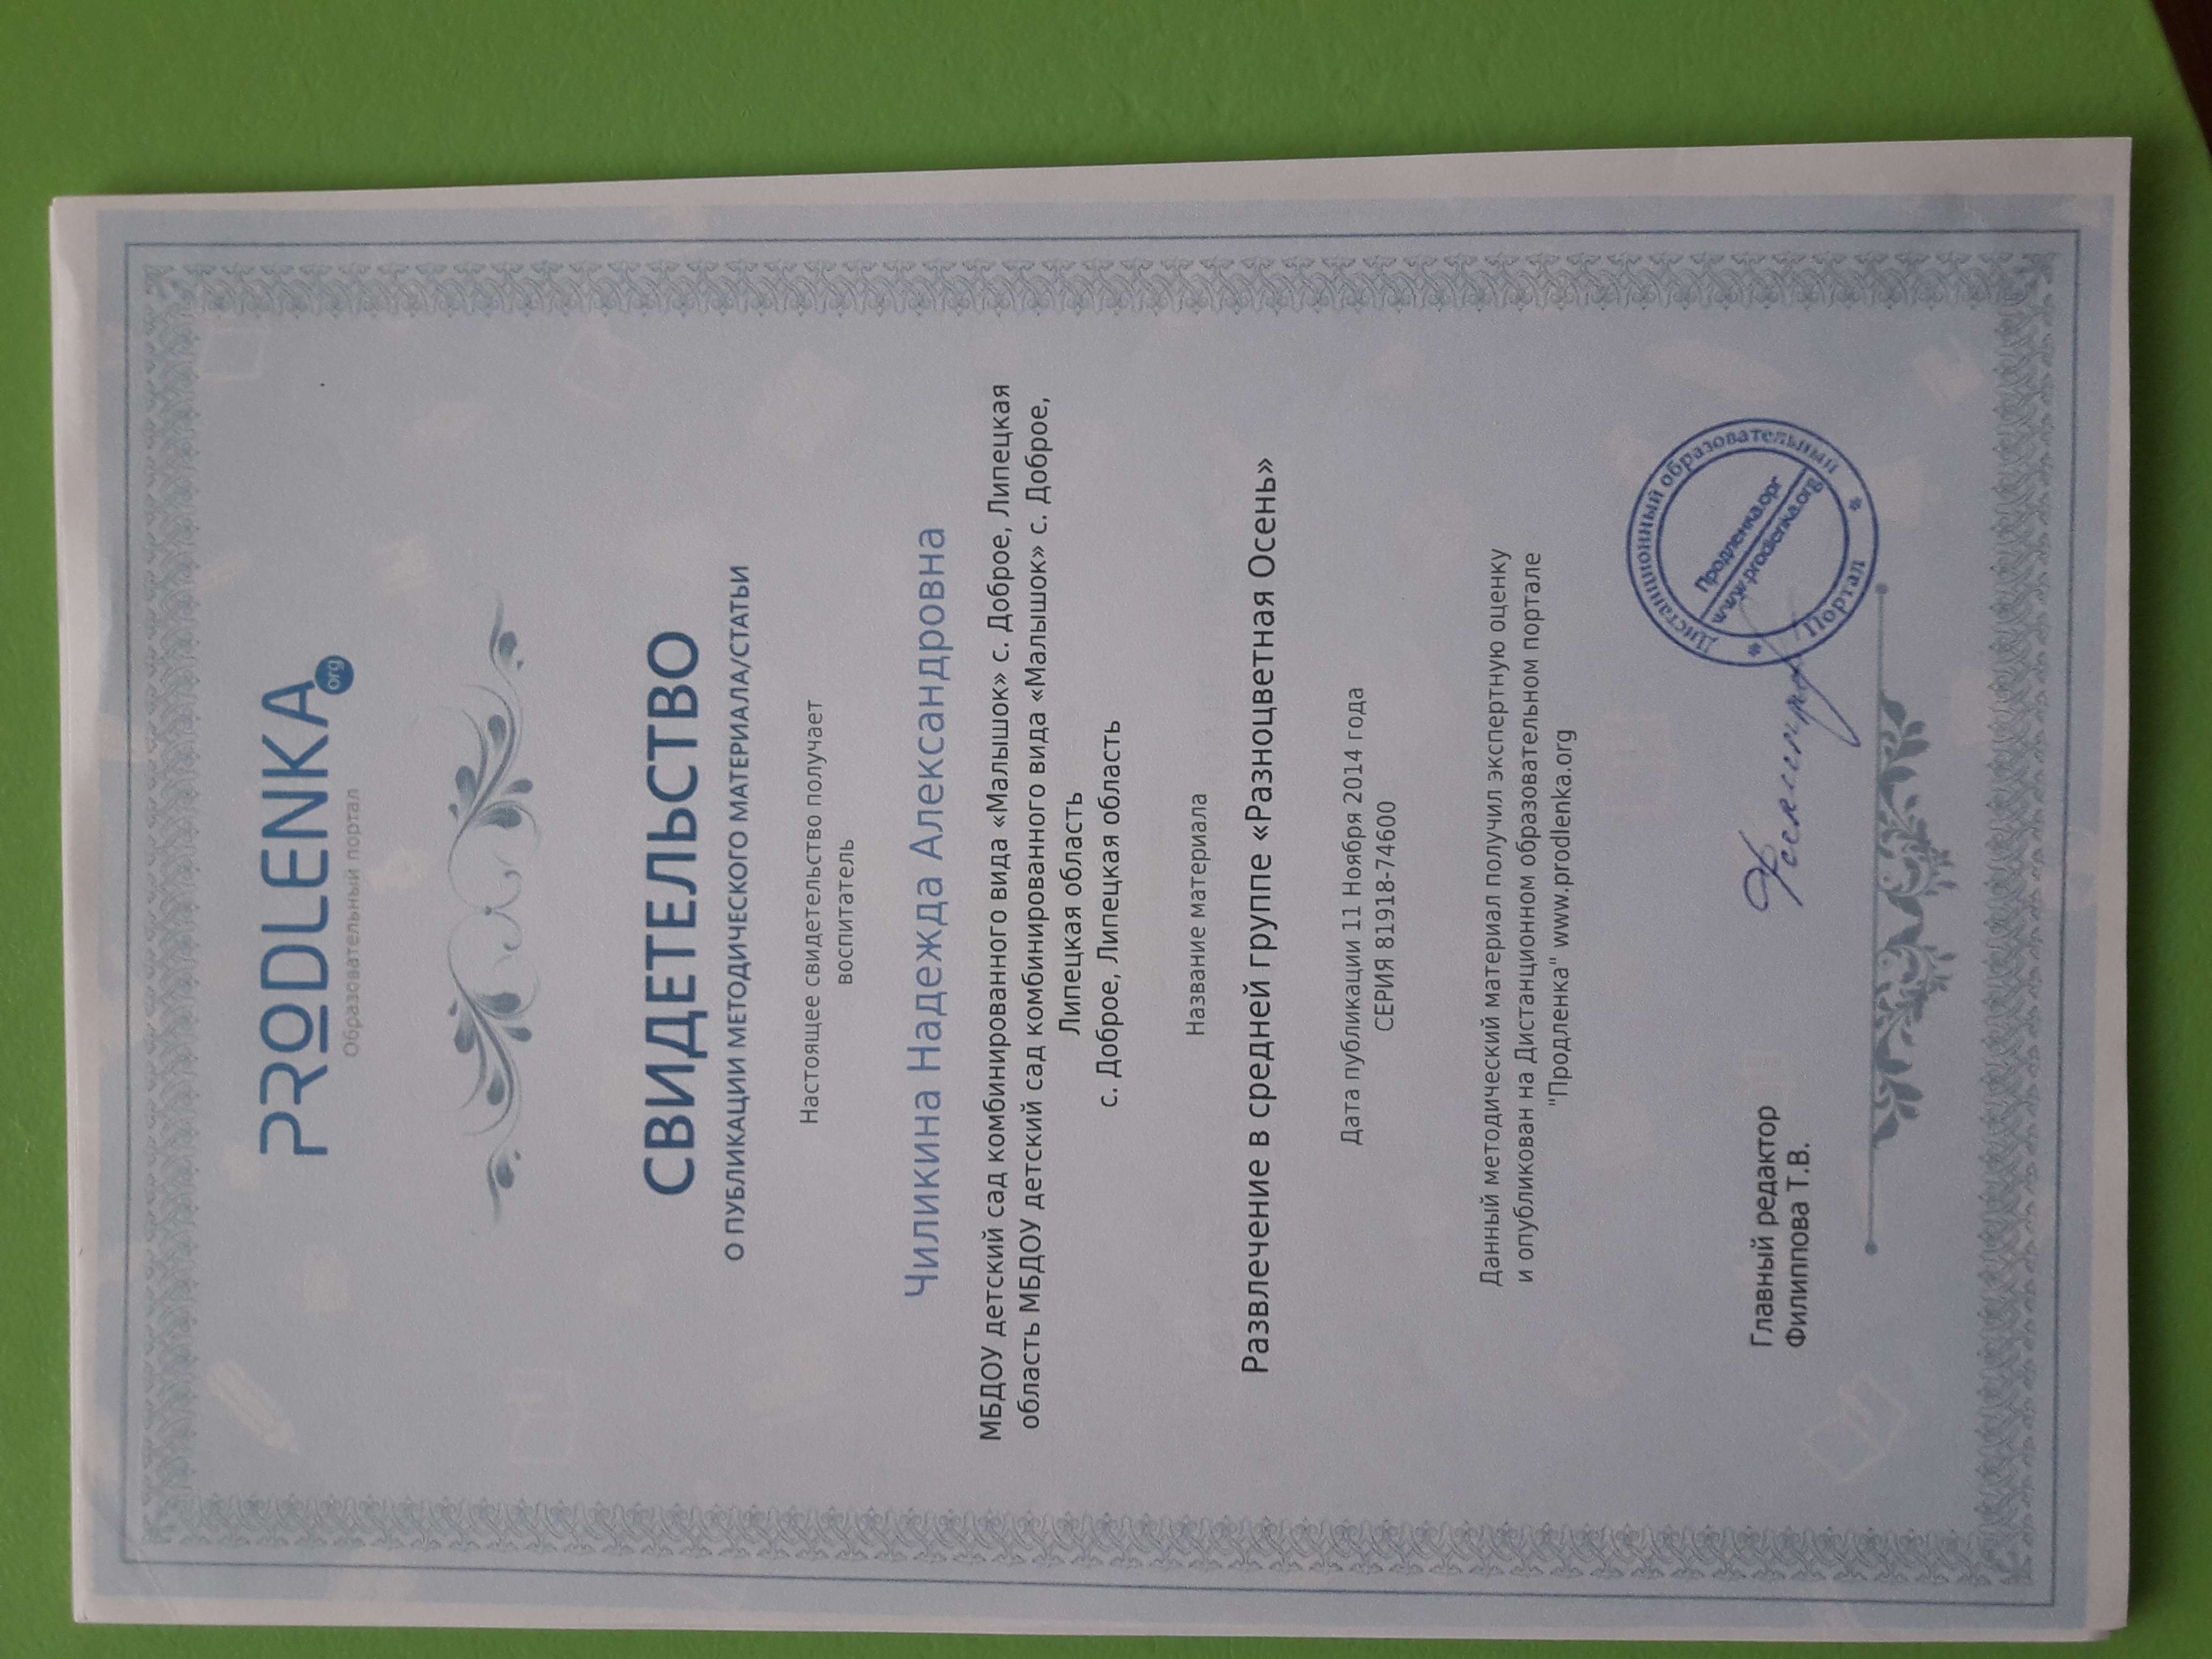 PRODLENKA org
Образовательный портал
СВИДЕТЕЛЬСТВО
О ПУБЛИКАЦИИ МЕТОДИЧЕСКОГО МАТЕРИАЛА/СТАТЬИ
Настоящее свидетельство получает
воспитатель
Чиликина Надежда Александровна
МБДОУ детский сад комбинированного вида «Малышок» с. Доброе, Липецкая
область МБДОУ детский сад комбинированного вида «Малышок» с. Доброе,
Липецкая область
с. Доброе, Липецкая область
Название материала
Развлечение в средней группе «Разноцветная Осень»
Дата публикации 11 Ноября 2014 года
СЕРИЯ 81918-74600
Данный методический материал получил экспертную оценку
и опубликован на Дистанционном образовательном портале
"Продленка" www.prodlenka.org
Главный редактор
Филиппова Т.В.
Дистанционный образовательный
Продленка.орг
www.prodlenka.org
Портал